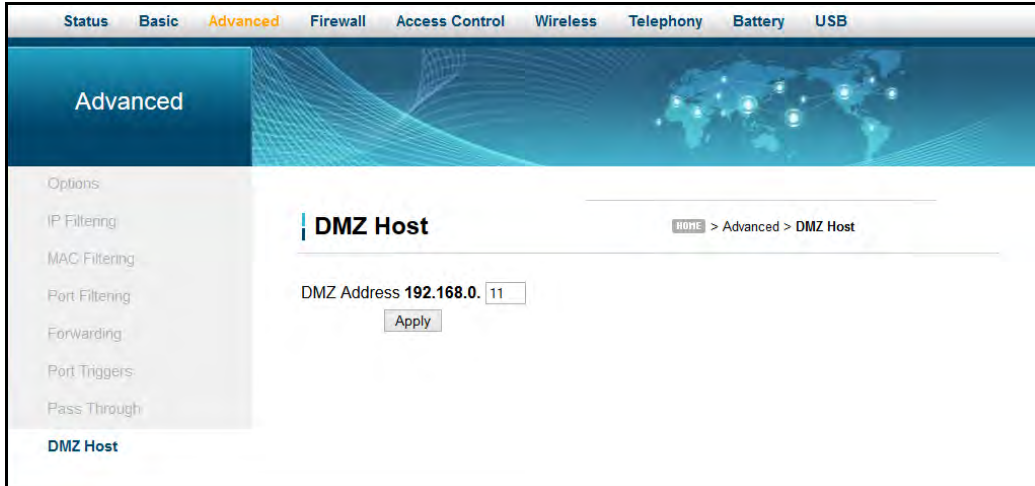 Status Basic Advanced Firewall Access Control Wireless Telephony Battery USB
Advanced
Options
IP Filtering
MAC Filtering
Port Filtering
Forwarding
Port Triggers
Pass Through
DMZ Host
DMZ Host
HOME > Advanced > DMZ Host
DMZ Address 192.168.0. 11
Apply